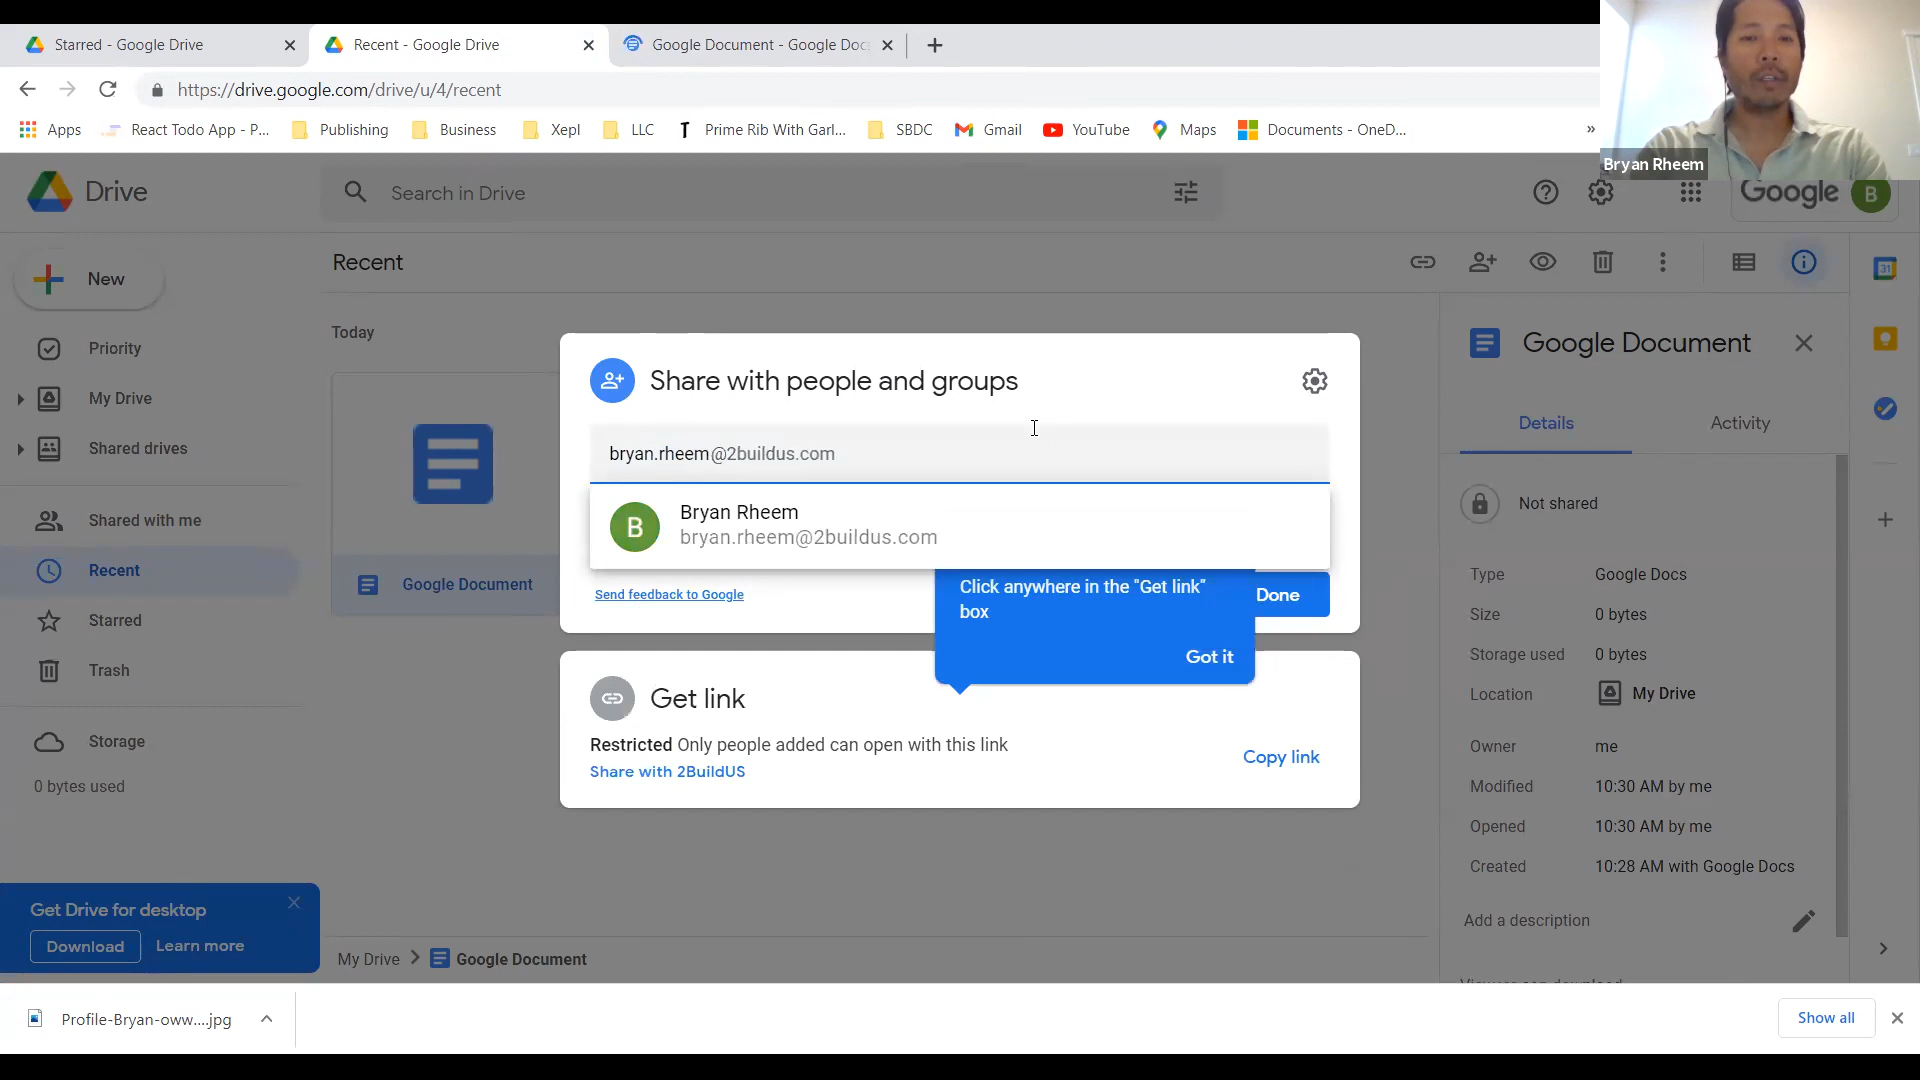 Starred - Google Drive
Recent - Google Drive
Google Document - Google Doc
https://drive.google.com/drive/u/4/recent
Apps
React Todo App - P...
Publishing
Business
Xepl
LLC
Prime Rib With Garl...
SBDC
Gmail
YouTube
Maps
Documents - OneD...
»
Bryan Rheem
Drive
Search in Drive
Google
B
New
Recent
Priority
My Drive
Shared drives
Shared with me
Recent
Starred
Trash
Storage
0 bytes used
Today
Google Document
Share with people and groups
bryan.rheem@2buildus.com
B
Bryan Rheem
bryan.rheem@2buildus.com
Send feedback to Google
Click anywhere in the "Get link"
box
Got it
Done
Get link
Restricted Only people added can open with this link
Share with 2BuildUS
Copy link
Google Document
Details
Activity
Not shared
Type Google Docs
Size 0 bytes
Storage used 0 bytes
Location My Drive
Owner me
Modified 10:30 AM by me
Opened 10:30 AM by me
Created 10:28 AM with Google Docs
Add a description
31
Get Drive for desktop
Download
Learn more
My Drive
Google Document
Profile-Bryan-oww....jpg
Show all